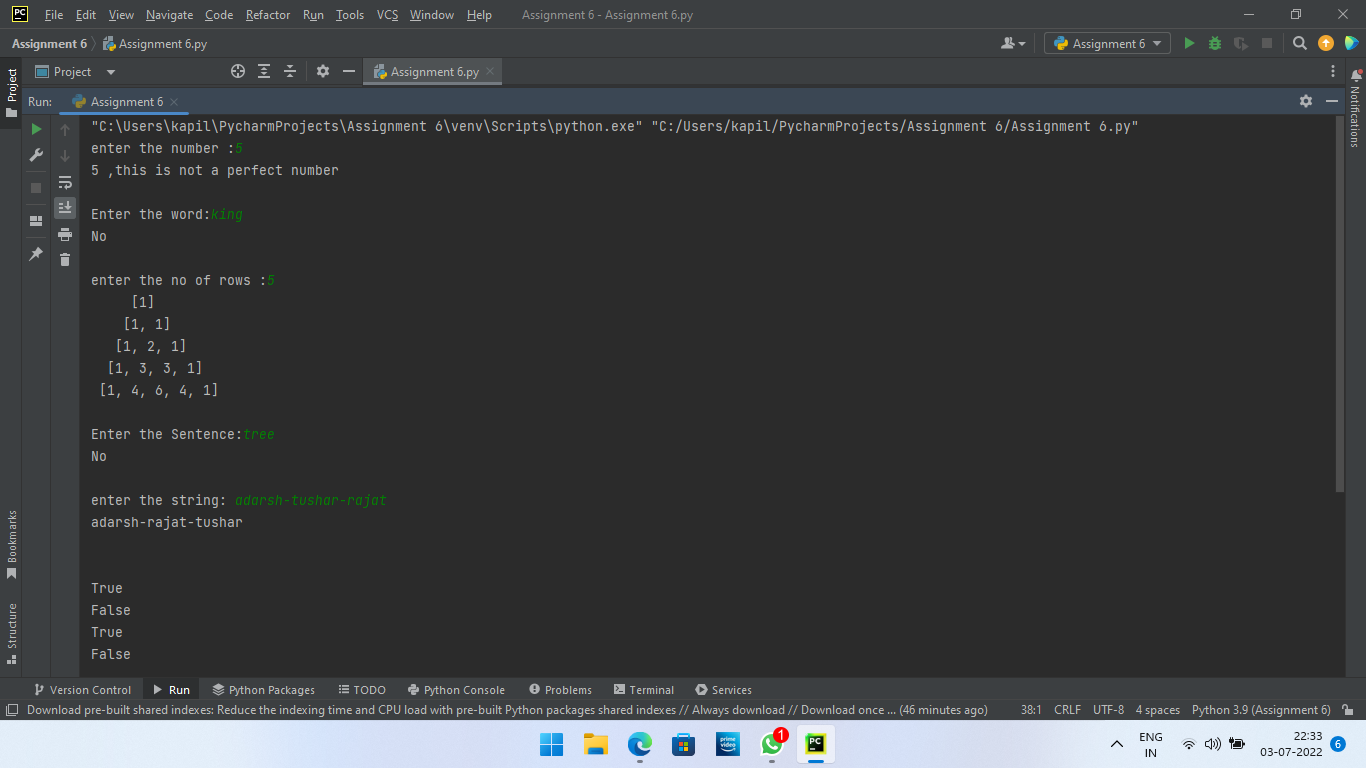 PC File Edit View Navigate Code Refactor Run Tools VCS Window Help Assignment 6 - Assignment 6.py
Assignment 6 Assignment 6.py Assignment 6
Project Assignment 6.py
Project
Notifications
Run: Assignment 6
"C:\Users\kapil\PycharmProjects\Assignment 6\venv\Scripts\python.exe" "C:/Users/kapil/PycharmProjects/Assignment 6/Assignment 6.py"
enter the number :5
5 ,this is not a perfect number
Enter the word:king
No
enter the no of rows :5
[1]
[1, 1]
[1, 2, 1]
[1, 3, 3, 1]
[1, 4, 6, 4, 1]
Enter the Sentence:tree
No
enter the string: adarsh-tushar-rajat
adarsh-rajat-tushar
True
False
True
False
Bookmarks
Structure
Version Control Run Python Packages TODO Python Console Problems Terminal Services
Download pre-built shared indexes: Reduce the indexing time and CPU load with pre-built Python packages shared indexes // Always download // Download once ... (46 minutes ago) 38:1 CRLF UTF-8 4 spaces Python 3.9 (Assignment 6)
prime video 1 PC ENG 22:33 6
IN 03-07-2022